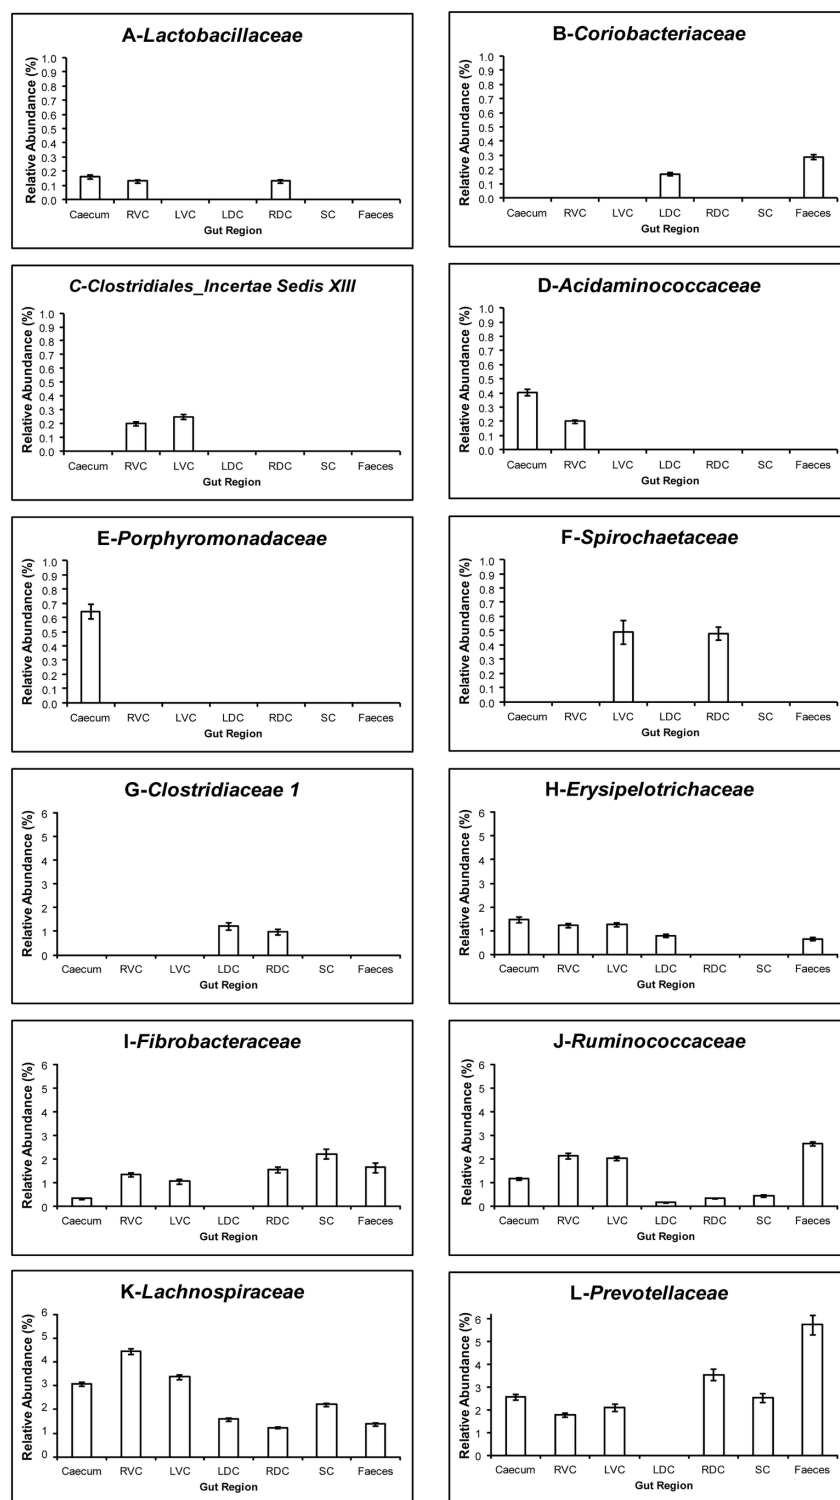 A-Lactobacillaceae
Relative Abundance (%)
1.0
0.9
0.8
0.7
0.6
0.5
0.4
0.3
0.2
0.1
0.0
Caecum RVC LVC LDC RDC SC Faeces
Gut Region
B-Coriobacteriaceae
Relative Abundance (%)
1.0
0.9
0.8
0.7
0.6
0.5
0.4
0.3
0.2
0.1
0.0
Caecum RVC LVC LDC RDC SC Faeces
Gut Region
C-Clostridiales_Incertae Sedis XIII
Relative Abundance (%)
1.0
0.9
0.8
0.7
0.6
0.5
0.4
0.3
0.2
0.1
0.0
Caecum RVC LVC LDC RDC SC Faeces
Gut Region
D-Acidaminococcaceae
Relative Abundance (%)
1.0
0.9
0.8
0.7
0.6
0.5
0.4
0.3
0.2
0.1
0.0
Caecum RVC LVC LDC RDC SC Faeces
Gut Region
E-Porphyromonadaceae
Relative Abundance (%)
1.0
0.9
0.8
0.7
0.6
0.5
0.4
0.3
0.2
0.1
0.0
Caecum RVC LVC LDC RDC SC Faeces
Gut Region
F-Spirochaetaceae
Relative Abundance (%)
1.0
0.9
0.8
0.7
0.6
0.5
0.4
0.3
0.2
0.1
0.0
Caecum RVC LVC LDC RDC SC Faeces
Gut Region
G-Clostridiaceae 1
Relative Abundance (%)
6
5
4
3
2
1
0
Caecum RVC LVC LDC RDC SC Faeces
Gut Region
H-Erysipelotrichaceae
Relative Abundance (%)
6
5
4
3
2
1
0
Caecum RVC LVC LDC RDC SC Faeces
Gut Region
I-Fibrobacteraceae
Relative Abundance (%)
6
5
4
3
2
1
0
Caecum RVC LVC LDC RDC SC Faeces
Gut Region
J-Ruminococcaceae
Relative Abundance (%)
6
5
4
3
2
1
0
Caecum RVC LVC LDC RDC SC Faeces
Gut Region
K-Lachnospiraceae
Relative Abundance (%)
6
5
4
3
2
1
0
Caecum RVC LVC LDC RDC SC Faeces
Gut Region
L-Prevotellaceae
Relative Abundance (%)
6
5
4
3
2
1
0
Caecum RVC LVC LDC RDC SC Faeces
Gut Region